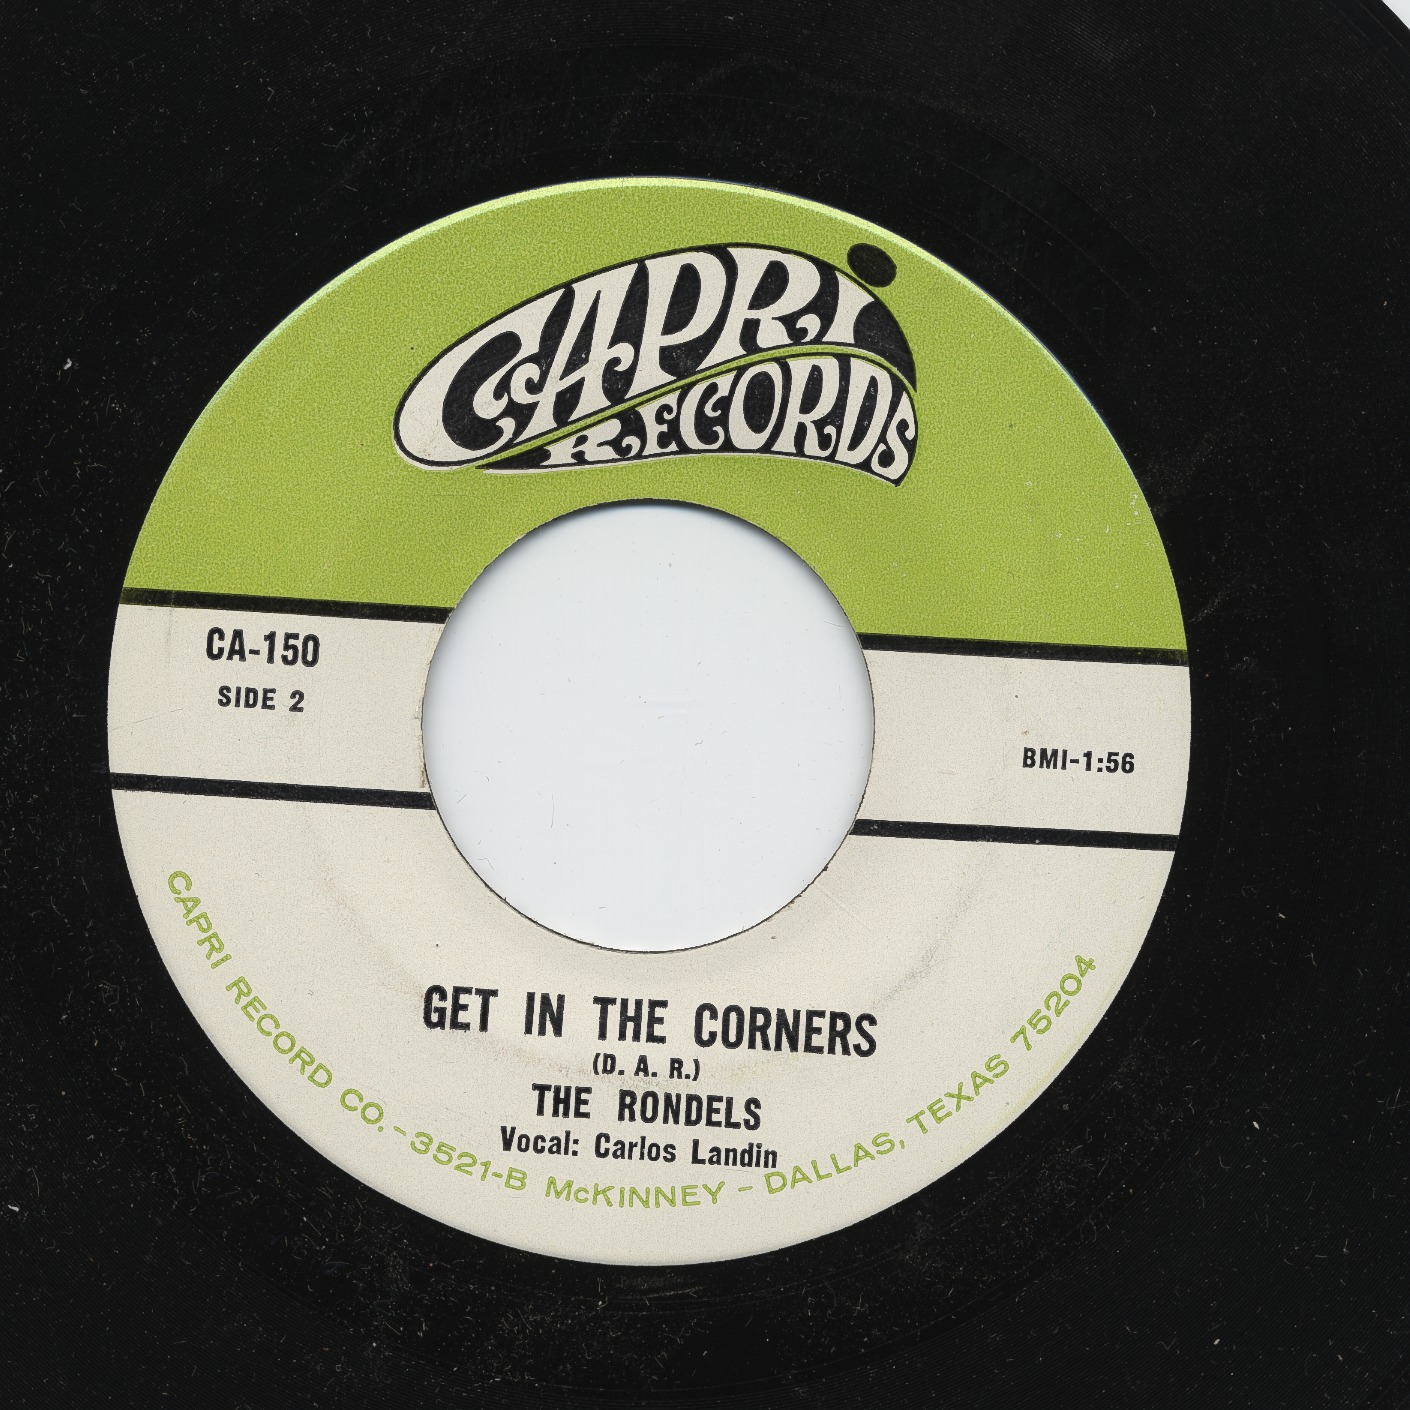 CAPRI
RECORDS
CA-150
SIDE 2
BMI-1:56
GET IN THE CORNERS
(D. A. R.)
THE RONDELS
Vocal: Carlos Landin
CAPRI RECORD CO. - 3521-B McKINNEY - DALLAS, TEXAS 75204